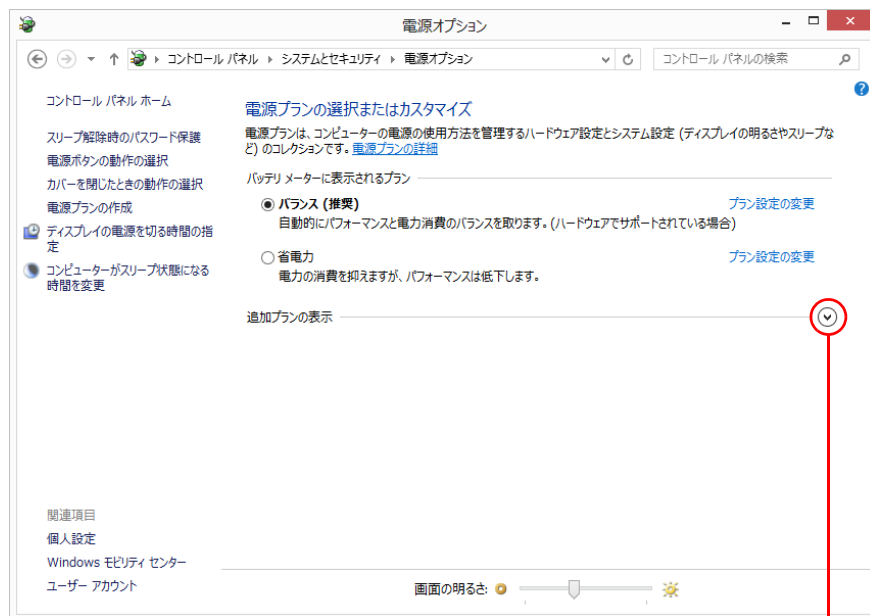 電源オプション
コントロール パネル ▸ システムとセキュリティ ▸ 電源オプション
コントロール パネルの検索
コントロール パネル ホーム
スリープ解除時のパスワード保護
電源ボタンの動作の選択
カバーを閉じたときの動作の選択
電源プランの作成
ディスプレイの電源を切る時間の指
定
コンピューターがスリープ状態になる
時間を変更
電源プランの選択またはカスタマイズ
電源プランは、コンピューターの電源の使用方法を管理するハードウェア設定とシステム設定 (ディスプレイの明るさやスリープな
ど) のコレクションです。電源プランの詳細
バッテリ メーターに表示されるプラン
バランス (推奨) プラン設定の変更
自動的にパフォーマンスと電力消費のバランスを取ります。(ハードウェアでサポートされている場合)
省電力 プラン設定の変更
電力の消費を抑えますが、パフォーマンスは低下します。
追加プランの表示
関連項目
個人設定
Windows モビリティ センター
ユーザー アカウント
画面の明るさ: